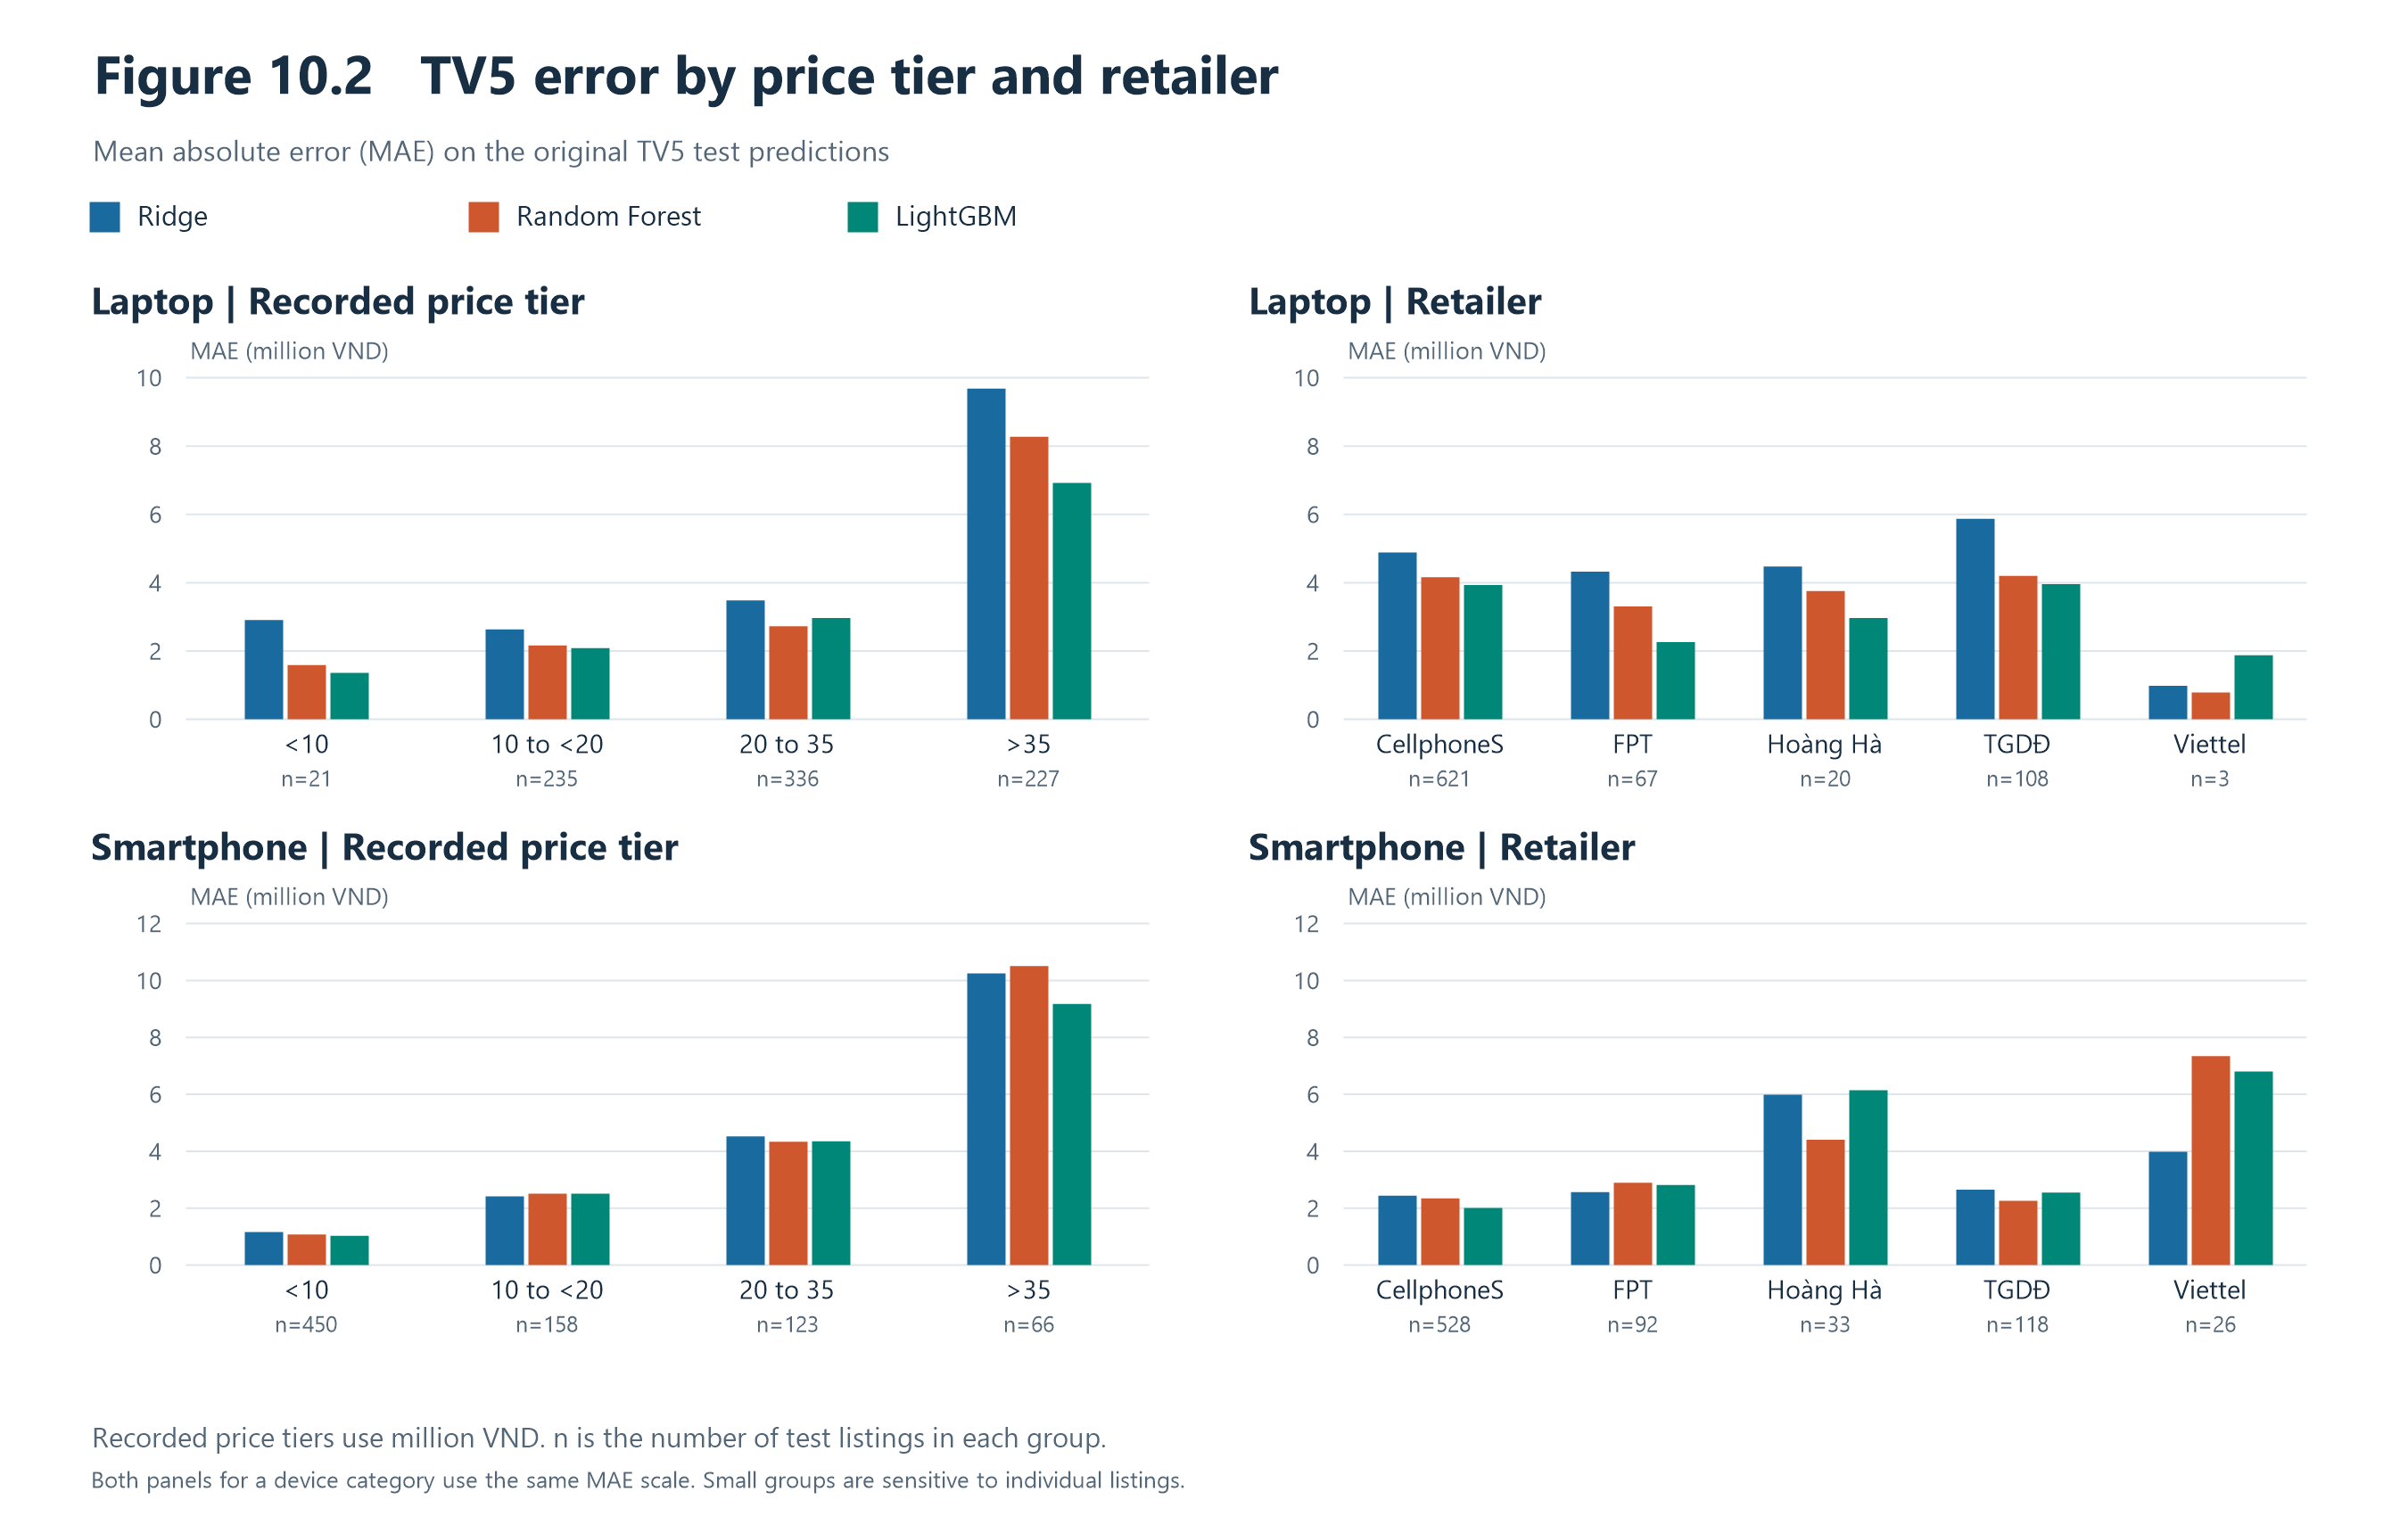 Figure 10.2 TV5 error by price tier and retailer
Mean absolute error (MAE) on the original TV5 test predictions
Ridge Random Forest LightGBM
Laptop | Recorded price tier
MAE (million VND)
10
8
6
4
2
0
<10 10 to <20 20 to 35 >35
n=21 n=235 n=336 n=227
Laptop | Retailer
MAE (million VND)
10
8
6
4
2
0
CellphoneS FPT Hoàng Hà TGDĐ Viettel
n=621 n=67 n=20 n=108 n=3
Smartphone | Recorded price tier
MAE (million VND)
12
10
8
6
4
2
0
<10 10 to <20 20 to 35 >35
n=450 n=158 n=123 n=66
Smartphone | Retailer
MAE (million VND)
12
10
8
6
4
2
0
CellphoneS FPT Hoàng Hà TGDĐ Viettel
n=528 n=92 n=33 n=118 n=26
Recorded price tiers use million VND. n is the number of test listings in each group.
Both panels for a device category use the same MAE scale. Small groups are sensitive to individual listings.